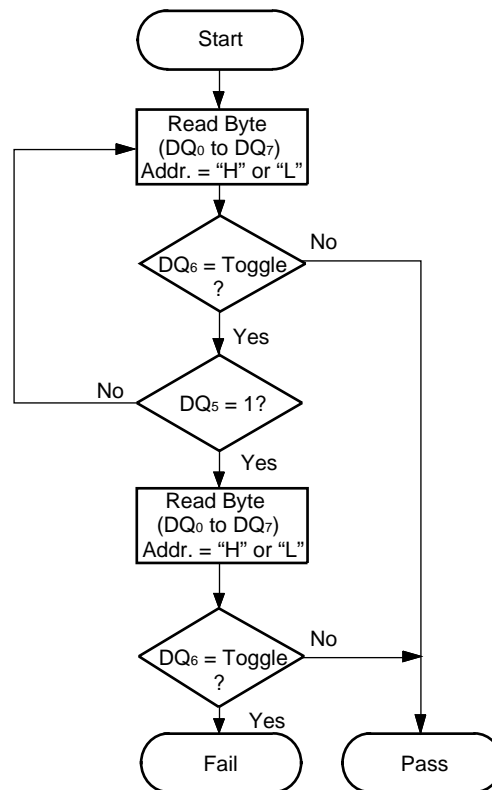 Start
Read Byte
(DQ0 to DQ7)
Addr. = “H” or “L”
No
DQ6 = Toggle
?
Yes
No
DQ5 = 1?
Yes
Read Byte
(DQ0 to DQ7)
Addr. = “H” or “L”
No
DQ6 = Toggle
?
Yes
Fail
Pass